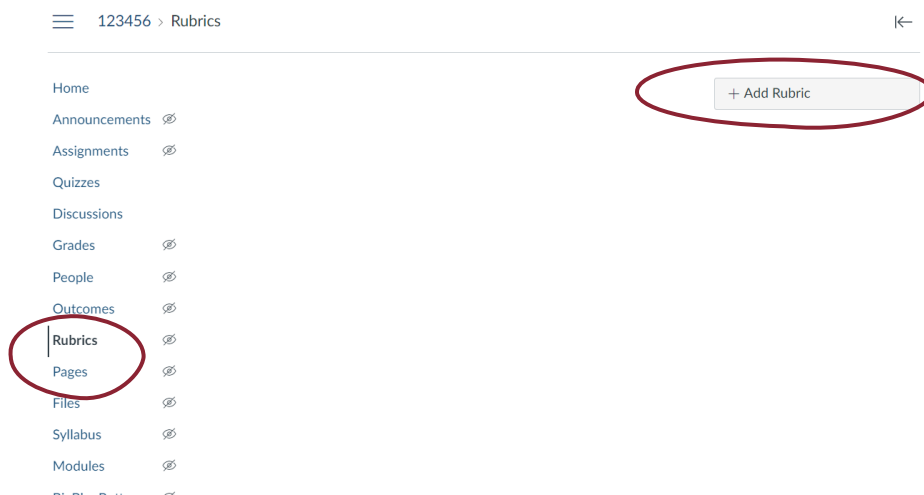 123456 > Rubrics
+ Add Rubric
Home
Announcements
Assignments
Quizzes
Discussions
Grades
People
Outcomes
Rubrics
Pages
Files
Syllabus
Modules